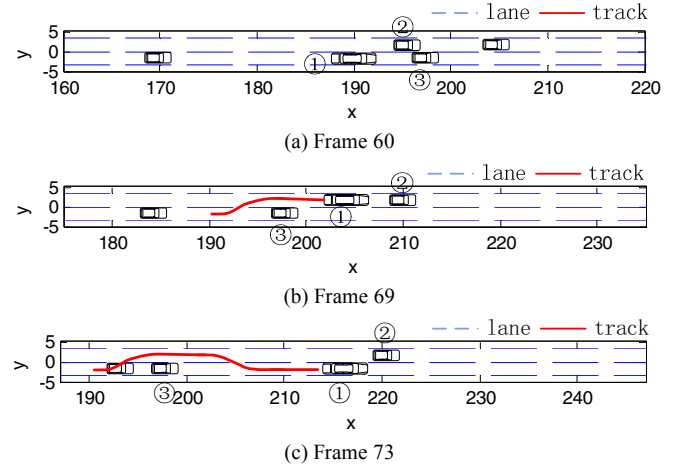 ② lane track
5
0
-5
y
① ③
160 170 180 190 200 210 220
x
(a) Frame 60
② lane track
5
0
-5
y
③ ①
180 190 200 210 220 230
x
(b) Frame 69
② lane track
5
0
-5
y
③ ①
190 200 210 220 230 240
x
(c) Frame 73